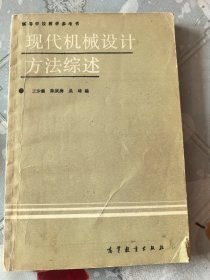 高等学校教学参考书
现代机械设计
方法综述
编
高等教育出版社